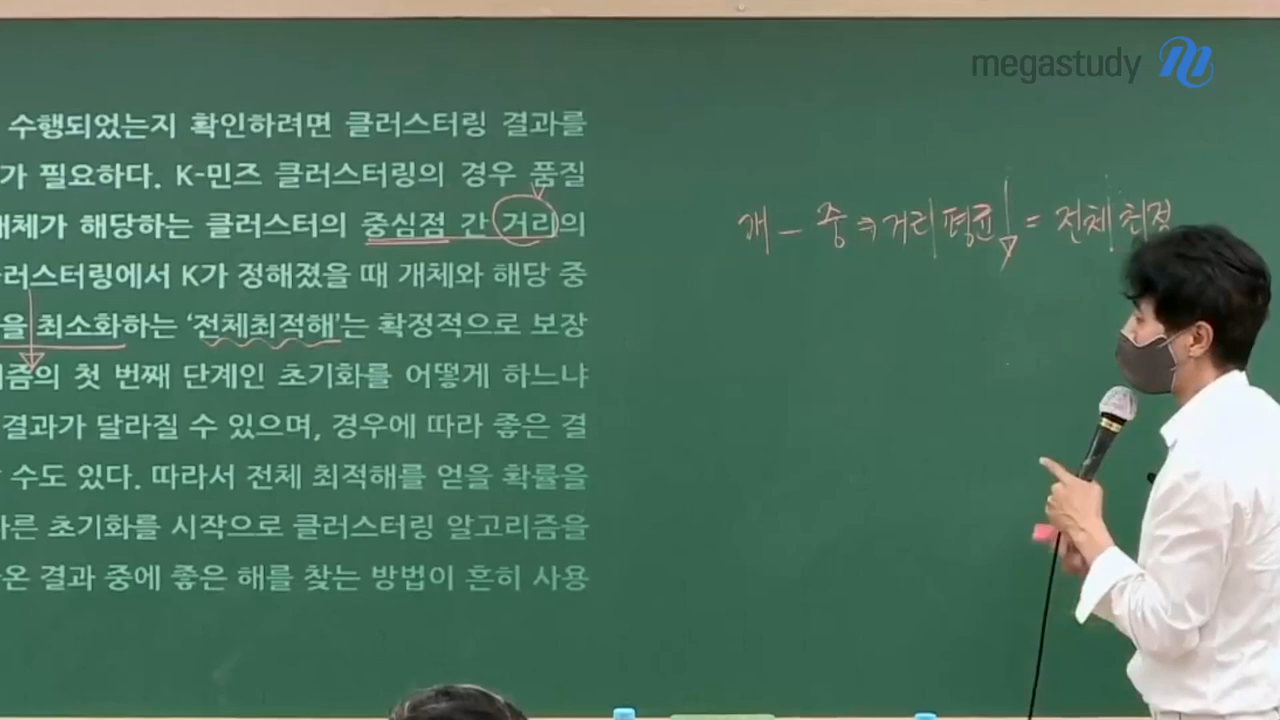 megastudy
수행되었는지 확인하려면 클러스터링 결과를
가 필요하다. K-민즈 클러스터링의 경우 품질
개체가 해당하는 클러스터의 중심점 간 거리의
러스터링에서 K가 정해졌을 때 개체와 해당 중
을 최소화하는 ‘전체최적해’는 확정적으로 보장
즘의 첫 번째 단계인 초기화를 어떻게 하느냐
결과가 달라질 수 있으며, 경우에 따라 좋은 결
수도 있다. 따라서 전체 최적해를 얻을 확률을
다른 초기화를 시작으로 클러스터링 알고리즘을
온 결과 중에 좋은 해를 찾는 방법이 흔히 사용
개 - 중 거리 평균 ↓ = 전체최적